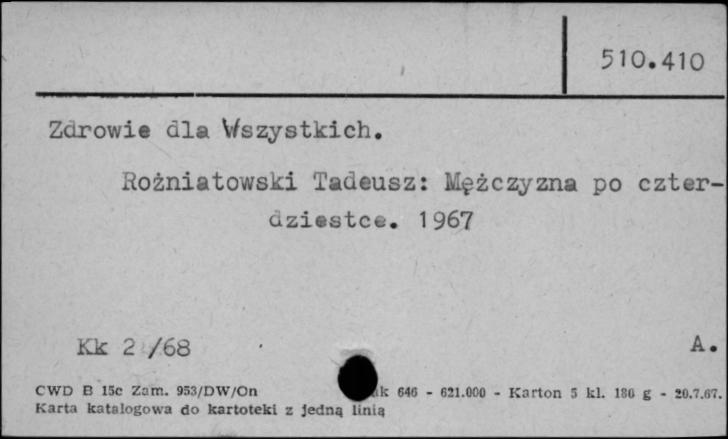 510.410
Zdrowie dla Wszystkich.
Rożniatowski Tadeusz: Mężczyzna po czter-
dziestce. 1967
Kk 2 /68 A.
CWD B 15c Zam. 953/DW/On 646 - 621.000 - Karton 5 kl. 180 g - 20.7.67.
Karta katalogowa do kartoteki z jedną linią